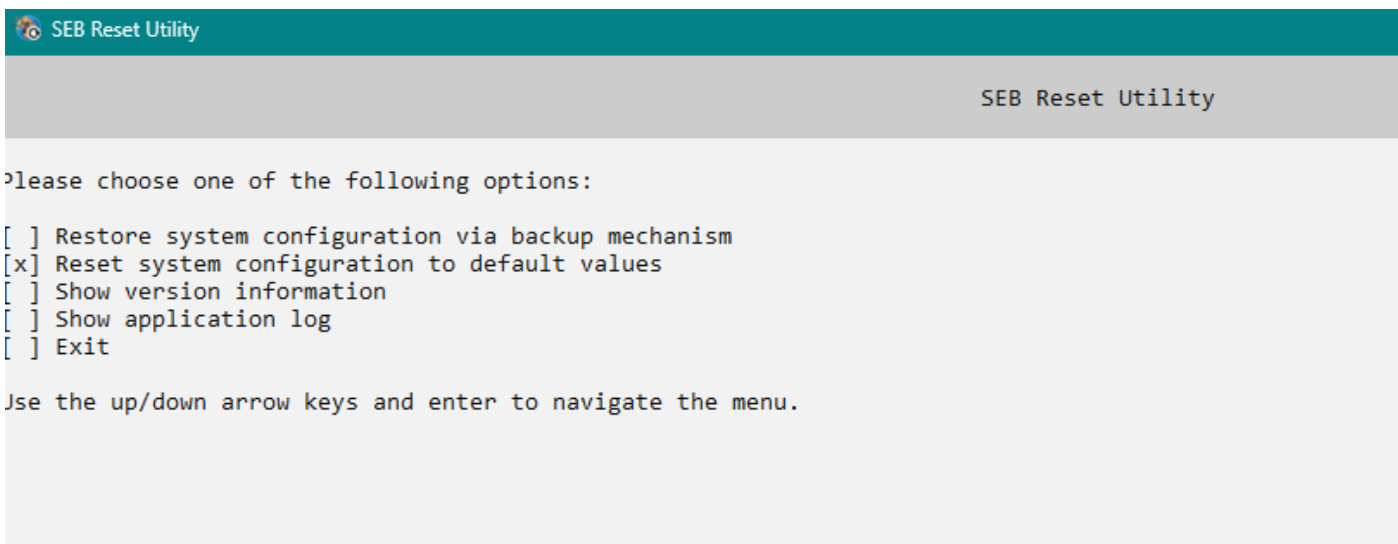 SEB Reset Utility
SEB Reset Utility
Please choose one of the following options:
[ ] Restore system configuration via backup mechanism
[x] Reset system configuration to default values
[ ] Show version information
[ ] Show application log
[ ] Exit
Use the up/down arrow keys and enter to navigate the menu.